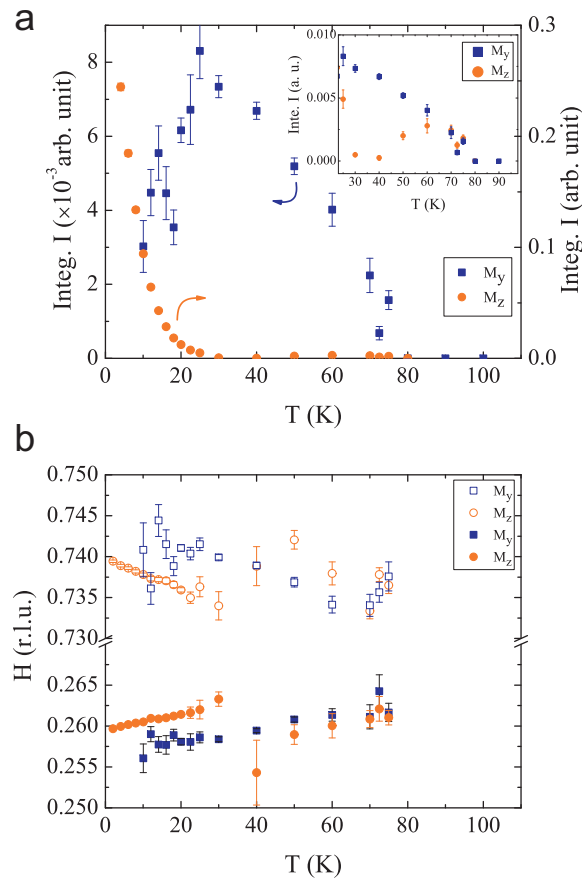 a
Integ. I (×10⁻³ arb. unit)
8
6
4
2
0
0 20 40 60 80 100
T (K)
0.3
0.2
0.1
0.0
Integ. I (arb. unit)
My
Mz
Inte. I (a. u.)
0.010
0.005
0.000
30 40 50 60 70 80 90
T (K)
My
Mz
b
H (r.l.u.)
0.750
0.745
0.740
0.735
0.730
0.265
0.260
0.255
0.250
0 20 40 60 80 100
T (K)
My
Mz
My
Mz